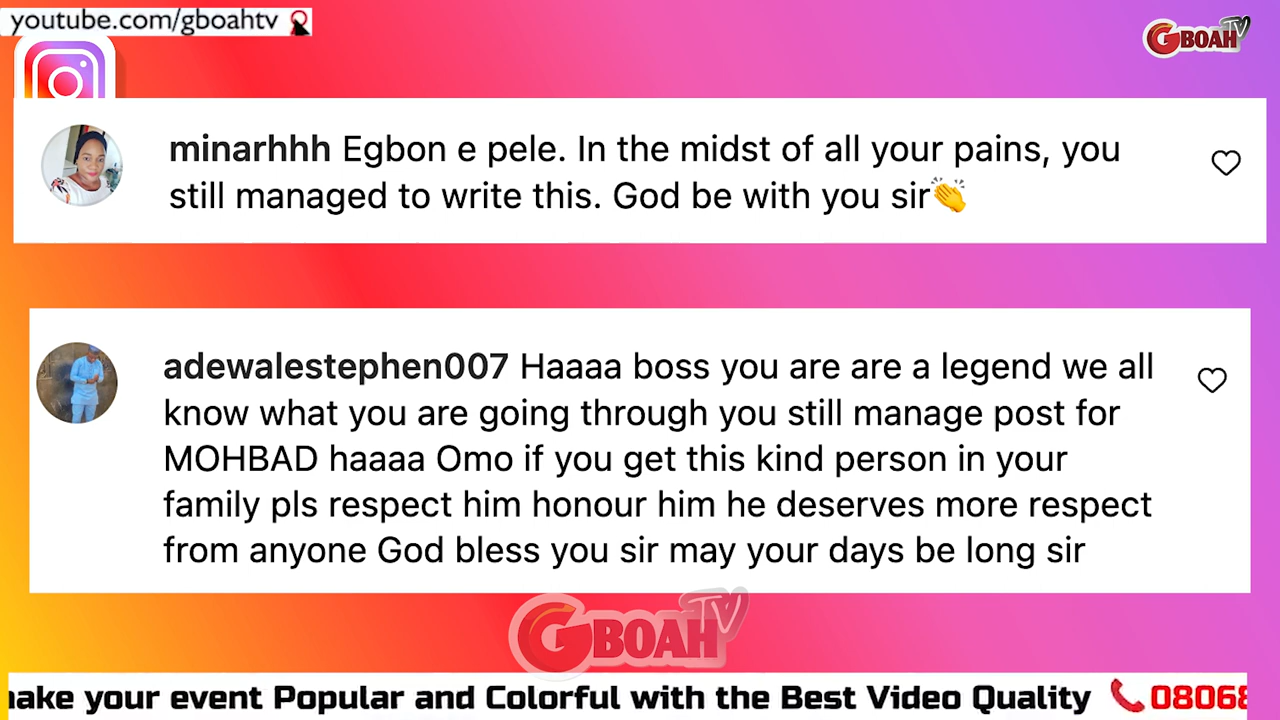 youtube.com/gboahtv
GBOAH TV
minarhhh Egbon e pele. In the midst of all your pains, you
still managed to write this. God be with you sir👏
adewalestephen007 Haaaa boss you are are a legend we all
know what you are going through you still manage post for
MOHBAD haaaa Omo if you get this kind person in your
family pls respect him honour him he deserves more respect
from anyone God bless you sir may your days be long sir
GBOAH TV
your event Popular and Colorful with the Best Video Quality 0806